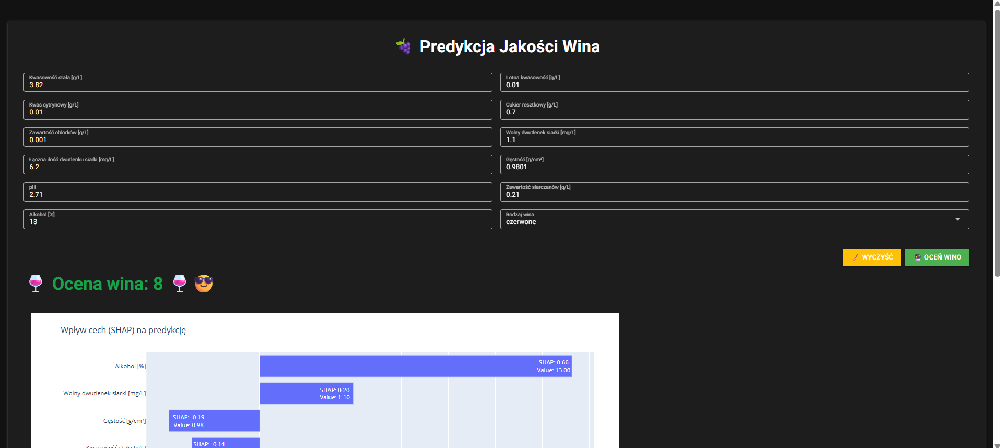 Predykcja Jakości Wina
Kwasowość stała [g/L]
3.82
Lotna kwasowość [g/L]
0.01
Kwas cytrynowy [g/L]
0.01
Cukier resztkowy [g/L]
0.7
Zawartość chlorków [g/L]
0.001
Wolny dwutlenek siarki [mg/L]
1.1
Łączna ilość dwutlenku siarki [mg/L]
6.2
Gęstość [g/cm³]
0.9801
pH
2.71
Zawartość siarczanów [g/L]
0.21
Alkohol [%]
13
Rodzaj wina
czerwone
WYCZYŚĆ
OCEŃ WINO
Ocena wina: 8
Wpływ cech (SHAP) na predykcję
Alkohol [%]
SHAP: 0.66
Value: 13.00
Wolny dwutlenek siarki [mg/L]
SHAP: 0.20
Value: 1.10
Gęstość [g/cm³]
SHAP: -0.19
Value: 0.98
Kwasowość stała [g/L]
SHAP: -0.14